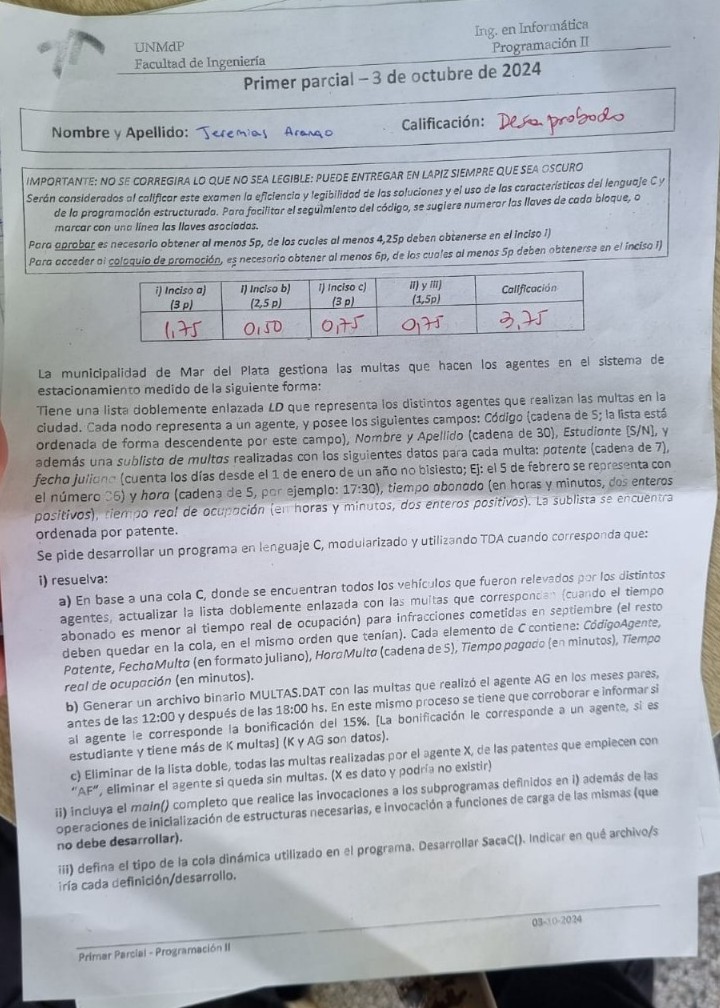 UNMdP
Facultad de Ingeniería
Ing. en Informática
Programación II
Primer parcial – 3 de octubre de 2024
Nombre y Apellido: Jeremias Arango
Calificación: Desaprobado
IMPORTANTE: NO SE CORREGIRA LO QUE NO SEA LEGIBLE: PUEDE ENTREGAR EN LAPIZ SIEMPRE QUE SEA OSCURO
Serán considerados al calificar este examen la eficiencia y legibilidad de las soluciones y el uso de las características del lenguaje C y
de la programación estructurada. Para facilitar el seguimiento del código, se sugiere numerar las llaves de cada bloque, o
marcar con una línea las llaves asociadas.
Para aprobar es necesario obtener al menos 5p, de los cuales al menos 4,25p deben obtenerse en el inciso i)
Para acceder al coloquio de promoción, es necesario obtener al menos 6p, de los cuales al menos 5p deben obtenerse en el inciso i)
i) Inciso a) i) Inciso b) i) Inciso c) ii) y iii) Calificación
(3 p) (2,5 p) (3 p) (1,5p)
1,75 0,50 0,75 0,75 3,75
La municipalidad de Mar del Plata gestiona las multas que hacen los agentes en el sistema de
estacionamiento medido de la siguiente forma:
Tiene una lista doblemente enlazada LD que representa los distintos agentes que realizan las multas en la
ciudad. Cada nodo representa a un agente, y posee los siguientes campos: Código (cadena de 5; la lista está
ordenada de forma descendente por este campo), Nombre y Apellido (cadena de 30), Estudiante [S/N], y
además una sublista de multas realizadas con los siguientes datos para cada multa: patente (cadena de 7),
fecha juliana (cuenta los días desde el 1 de enero de un año no bisiesto; Ej: el 5 de febrero se representa con
el número 36) y hora (cadena de 5, por ejemplo: 17:30), tiempo abonado (en horas y minutos, dos enteros
positivos), tiempo real de ocupación (en horas y minutos, dos enteros positivos). La sublista se encuentra
ordenada por patente.
Se pide desarrollar un programa en lenguaje C, modularizado y utilizando TDA cuando corresponda que:
i) resuelva:
a) En base a una cola C, donde se encuentran todos los vehículos que fueron relevados por los distintos
agentes, actualizar la lista doblemente enlazada con las multas que correspondan (cuando el tiempo
abonado es menor al tiempo real de ocupación) para infracciones cometidas en septiembre (el resto
deben quedar en la cola, en el mismo orden que tenían). Cada elemento de C contiene: CódigoAgente,
Patente, FechaMulta (en formato juliano), HoraMulta (cadena de 5), Tiempo pagado (en minutos), Tiempo
real de ocupación (en minutos).
b) Generar un archivo binario MULTAS.DAT con las multas que realizó el agente AG en los meses pares,
antes de las 12:00 y después de las 18:00 hs. En este mismo proceso se tiene que corroborar e informar si
al agente le corresponde la bonificación del 15%. [La bonificación le corresponde a un agente, si es
estudiante y tiene más de K multas] (K y AG son datos).
c) Eliminar de la lista doble, todas las multas realizadas por el agente X, de las patentes que empiecen con
"AF", eliminar el agente si queda sin multas. (X es dato y podría no existir)
ii) incluya el main() completo que realice las invocaciones a los subprogramas definidos en i) además de las
operaciones de inicialización de estructuras necesarias, e invocación a funciones de carga de las mismas (que
no debe desarrollar).
iii) defina el tipo de la cola dinámica utilizado en el programa. Desarrollar SacaC(). Indicar en qué archivo/s
iría cada definición/desarrollo.
03-10-2024
Primer Parcial - Programación II